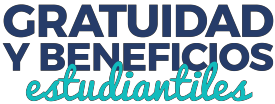 GRATUIDAD
Y BENEFICIOS
estudiantiles